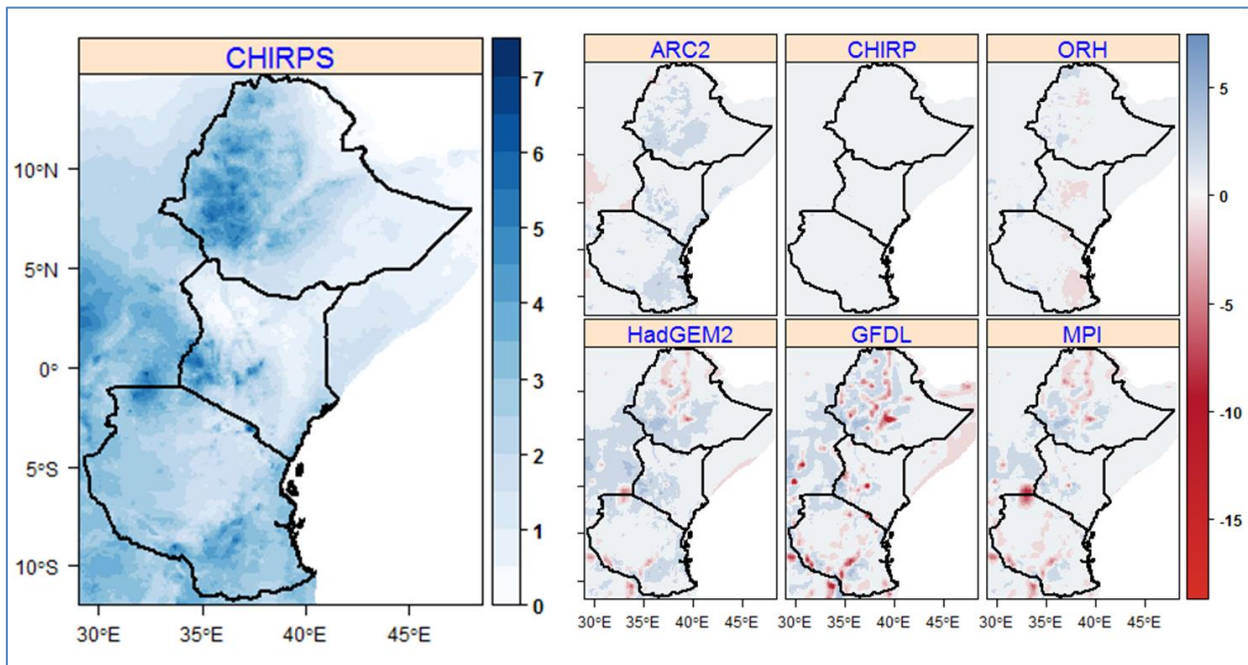 CHIRPS
10°N
5°N
0°
5°S
10°S
30°E 35°E 40°E 45°E
7
6
5
4
3
2
1
0
ARC2 CHIRP ORH
HadGEM2 GFDL MPI
30°E 35°E 40°E 45°E 30°E 35°E 40°E 45°E 30°E 35°E 40°E 45°E
5
0
-5
-10
-15